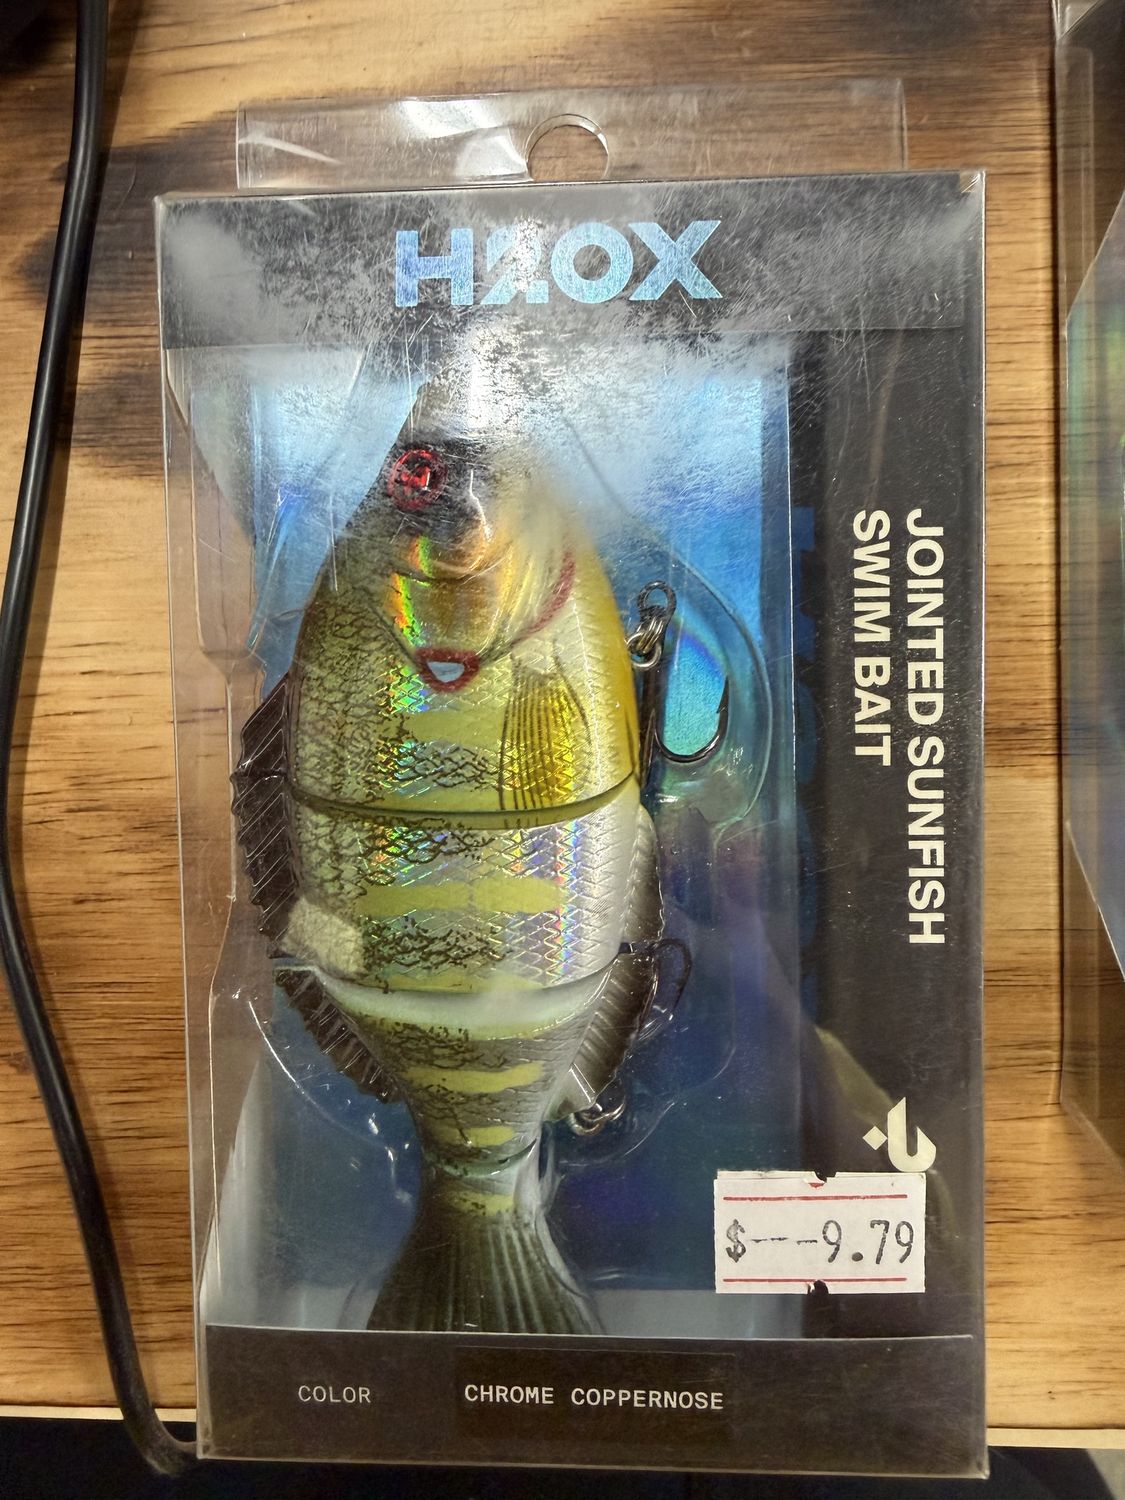 H2OX
JOINTED SUNFISH
SWIM BAIT
$---9.79
COLOR CHROME COPPERNOSE